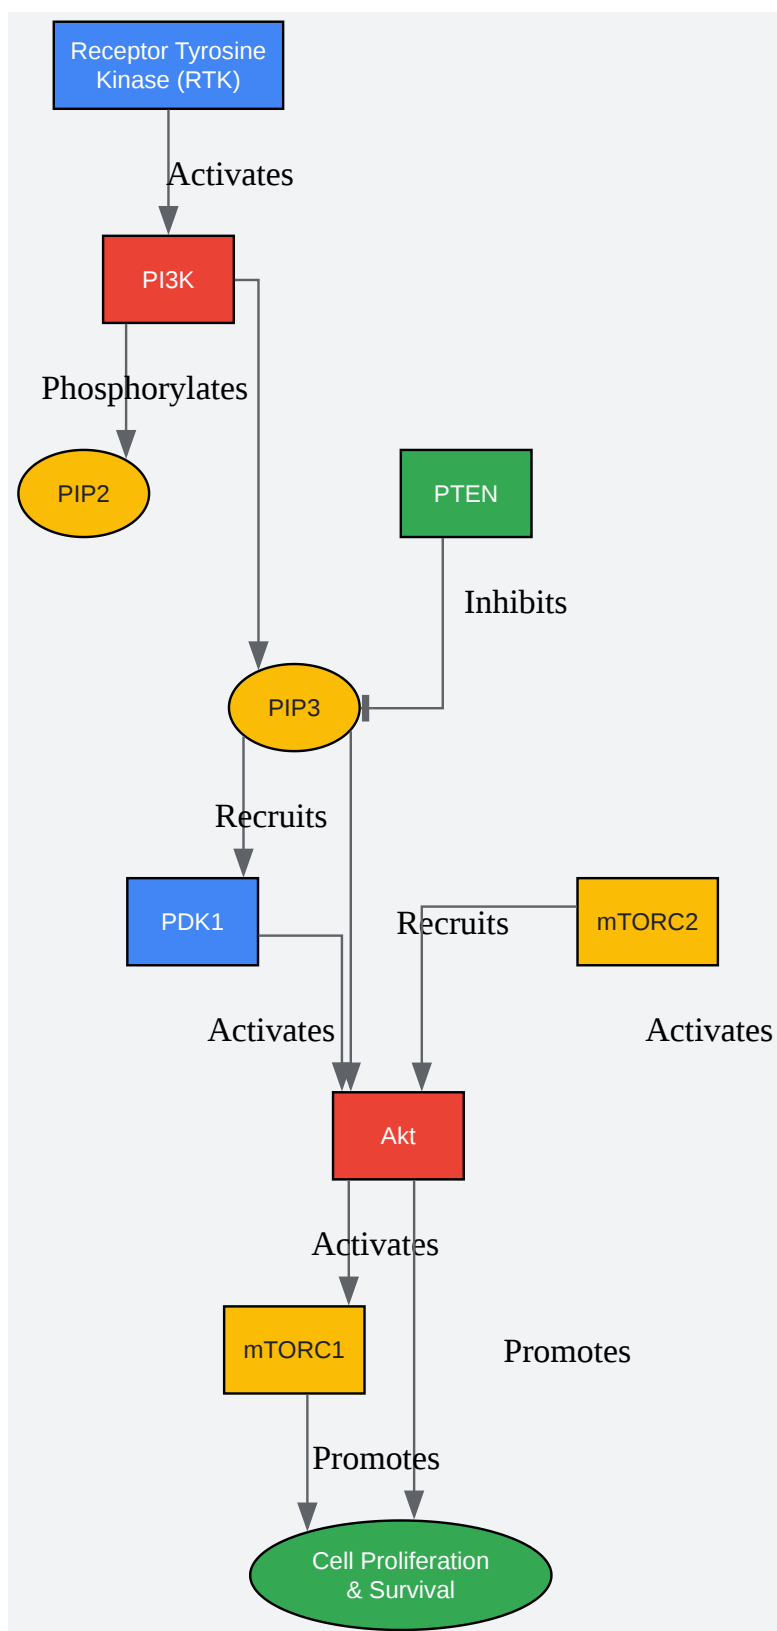 Receptor Tyrosine
Kinase (RTK)
Activates
PI3K
Phosphorylates
PIP2
PTEN
Inhibits
PIP3
Recruits
PDK1
Recruits
mTORC2
Activates
Activates
Akt
Activates
mTORC1
Promotes
Promotes
Cell Proliferation
& Survival